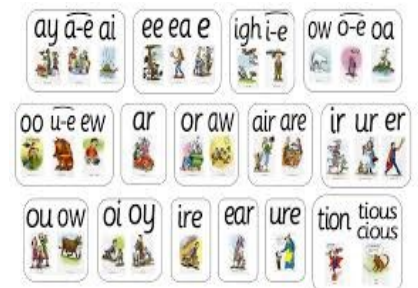 ay a-e ai
ee ea e
igh i-e
ow o-e oa
oo u-e ew
ar
or aw
air are
ir ur er
ou ow
oi oy
ire
ear
ure
tion tious
cious